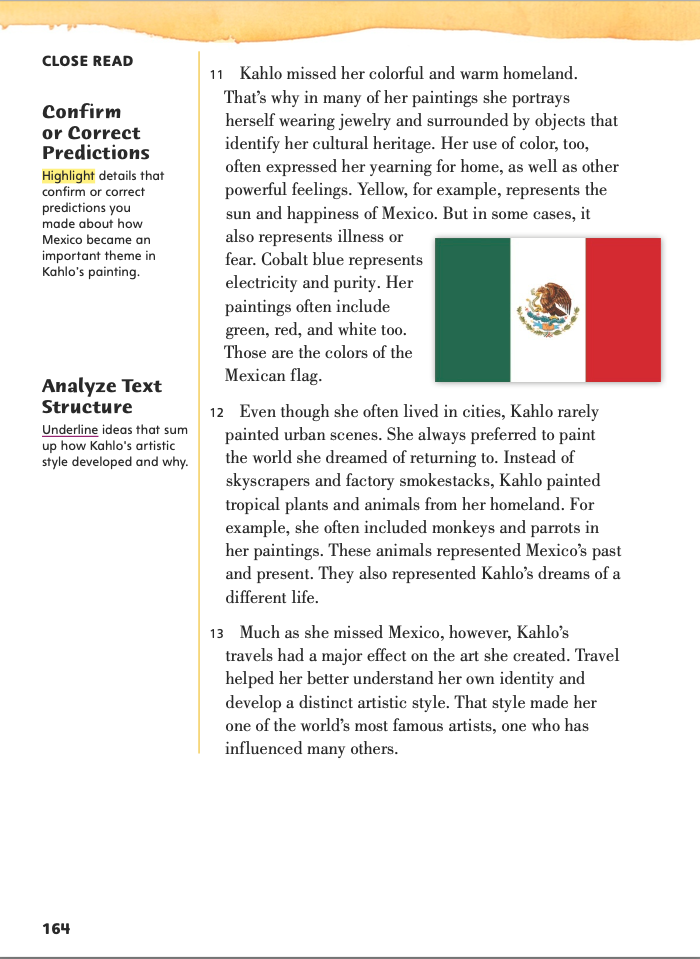 CLOSE READ
Confirm
or Correct
Predictions
Highlight details that
confirm or correct
predictions you
made about how
Mexico became an
important theme in
Kahlo's painting.
Analyze Text
Structure
Underline ideas that sum
up how Kahlo's artistic
style developed and why.
11 Kahlo missed her colorful and warm homeland.
That's why in many of her paintings she portrays
herself wearing jewelry and surrounded by objects that
identify her cultural heritage. Her use of color, too,
often expressed her yearning for home, as well as other
powerful feelings. Yellow, for example, represents the
sun and happiness of Mexico. But in some cases, it
also represents illness or
fear. Cobalt blue represents
electricity and purity. Her
paintings often include
green, red, and white too.
Those are the colors of the
Mexican flag.
12 Even though she often lived in cities, Kahlo rarely
painted urban scenes. She always preferred to paint
the world she dreamed of returning to. Instead of
skyscrapers and factory smokestacks, Kahlo painted
tropical plants and animals from her homeland. For
example, she often included monkeys and parrots in
her paintings. These animals represented Mexico's past
and present. They also represented Kahlo's dreams of a
different life.
13 Much as she missed Mexico, however, Kahlo's
travels had a major effect on the art she created. Travel
helped her better understand her own identity and
develop a distinct artistic style. That style made her
one of the world's most famous artists, one who has
influenced many others.
164